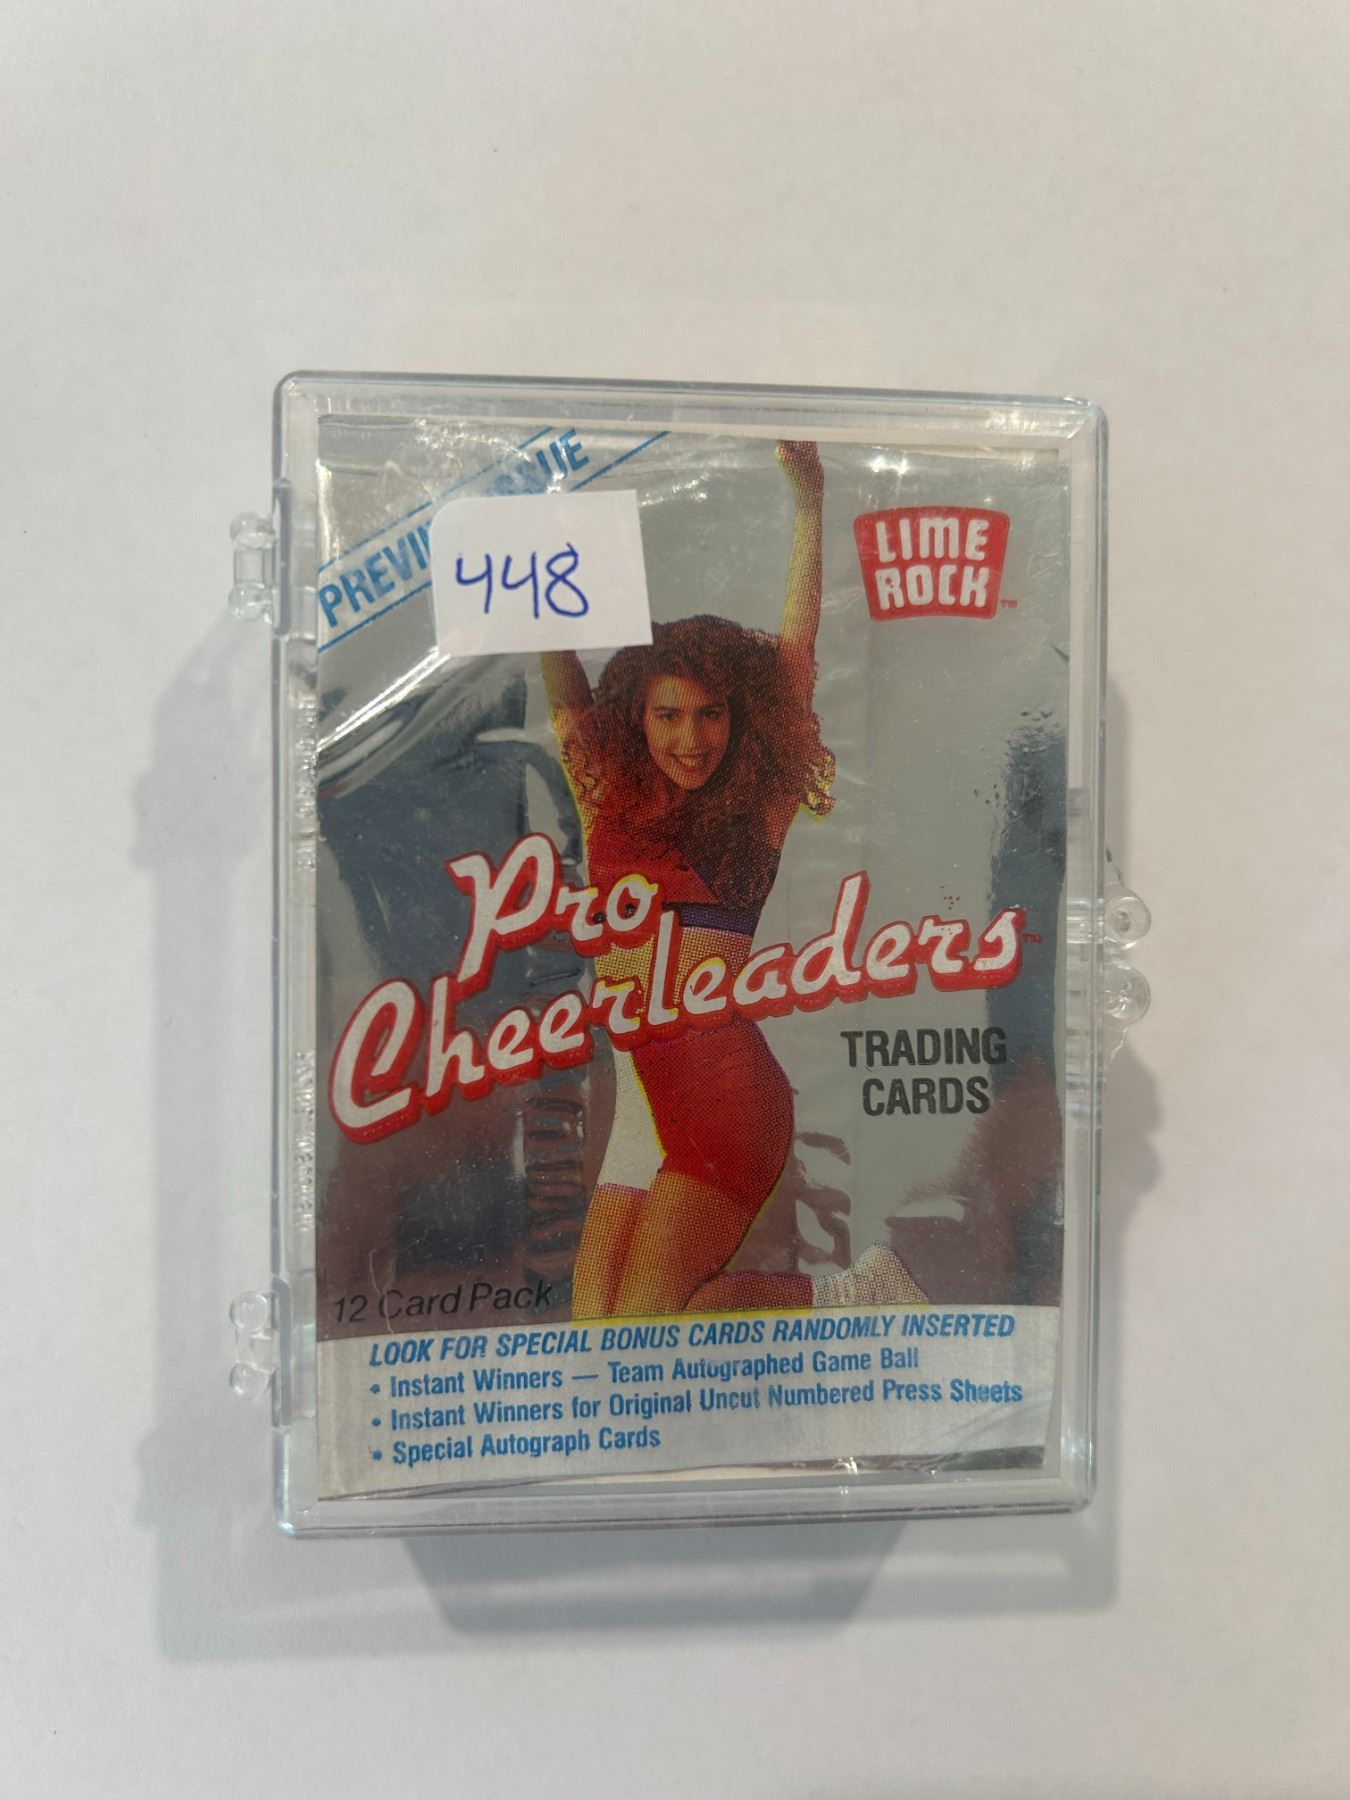 PREVI
448
LIME
ROCK™
Pro
Cheerleaders
TRADING
CARDS
12 Card Pack
LOOK FOR SPECIAL BONUS CARDS RANDOMLY INSERTED
• Instant Winners — Team Autographed Game Ball
• Instant Winners for Original Uncut Numbered Press Sheets
• Special Autograph Cards